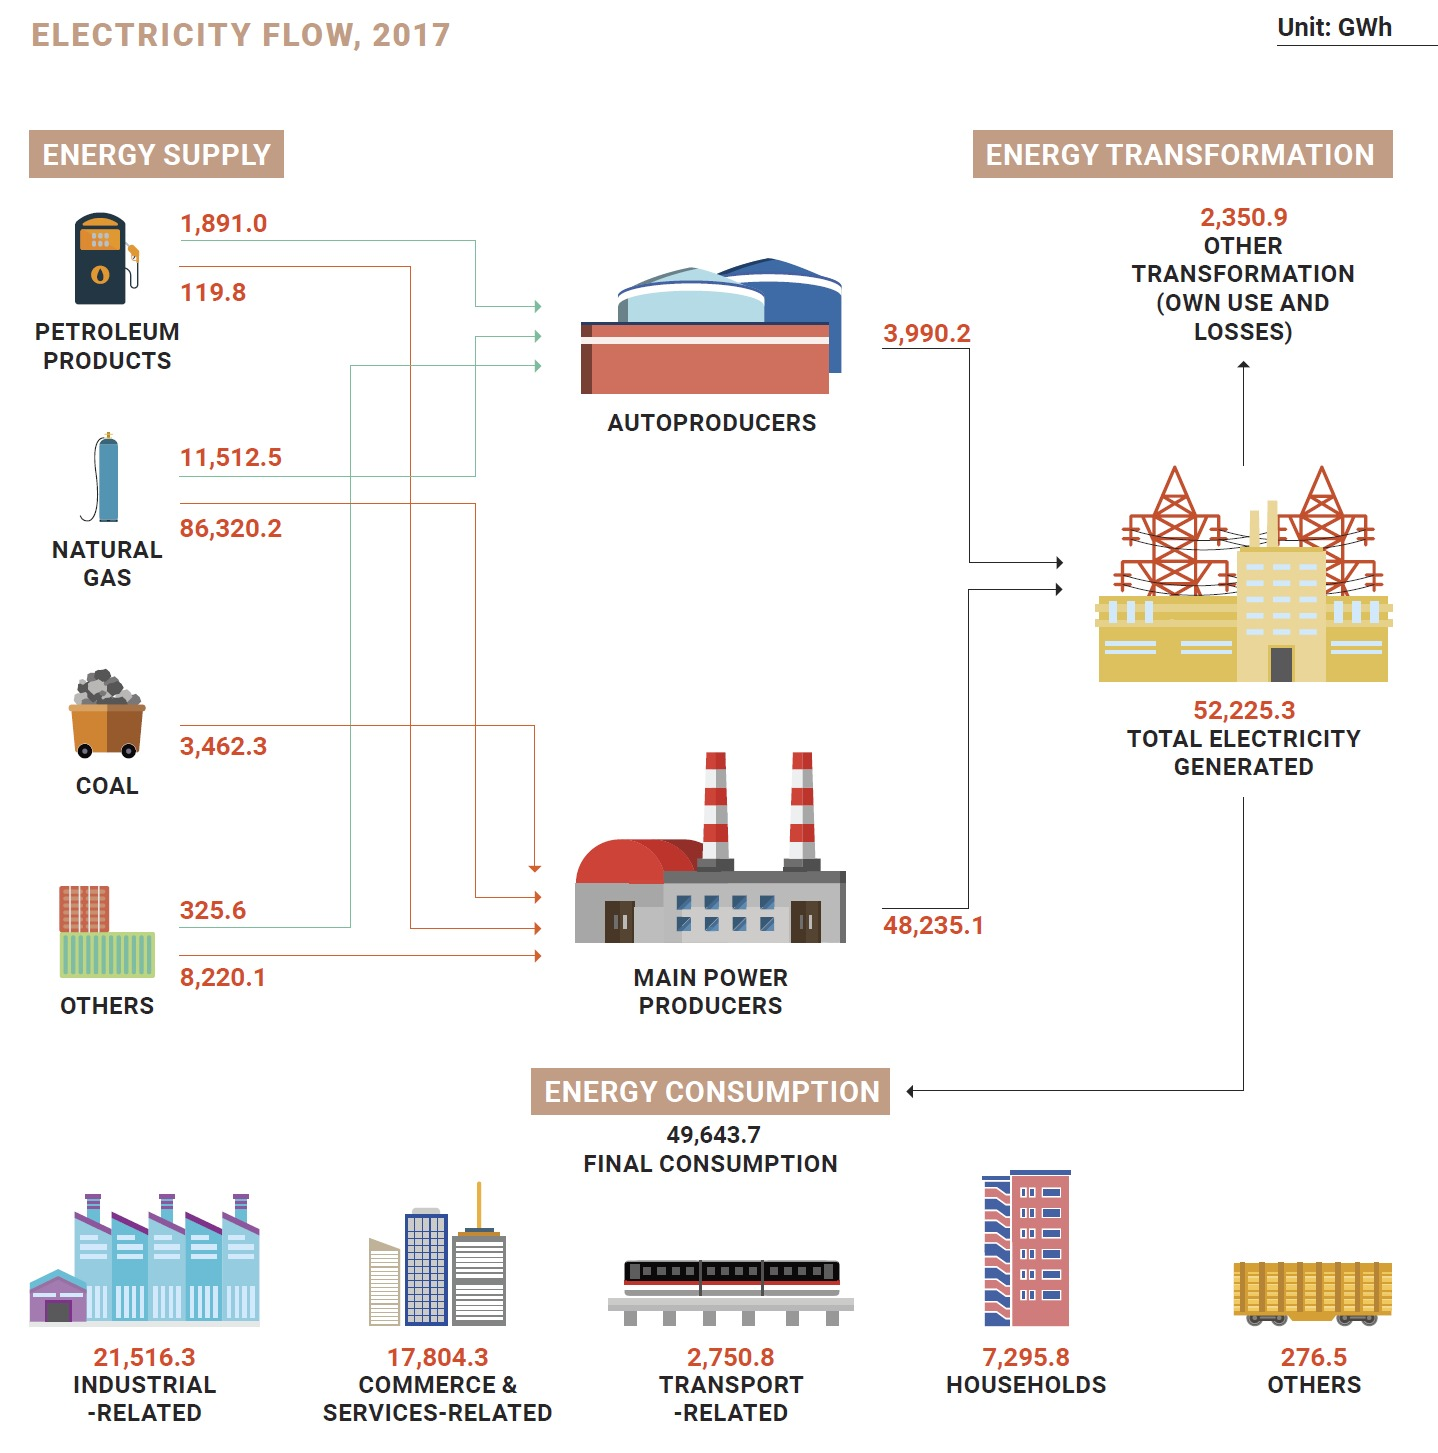 ELECTRICITY FLOW, 2017
Unit: GWh
ENERGY SUPPLY
1,891.0
119.8
PETROLEUM
PRODUCTS
11,512.5
86,320.2
NATURAL
GAS
3,462.3
COAL
325.6
8,220.1
OTHERS
AUTOPRODUCERS
3,990.2
MAIN POWER
PRODUCERS
48,235.1
ENERGY TRANSFORMATION
2,350.9
OTHER
TRANSFORMATION
(OWN USE AND
LOSSES)
52,225.3
TOTAL ELECTRICITY
GENERATED
ENERGY CONSUMPTION
49,643.7
FINAL CONSUMPTION
21,516.3
INDUSTRIAL
-RELATED
17,804.3
COMMERCE &
SERVICES-RELATED
2,750.8
TRANSPORT
-RELATED
7,295.8
HOUSEHOLDS
276.5
OTHERS